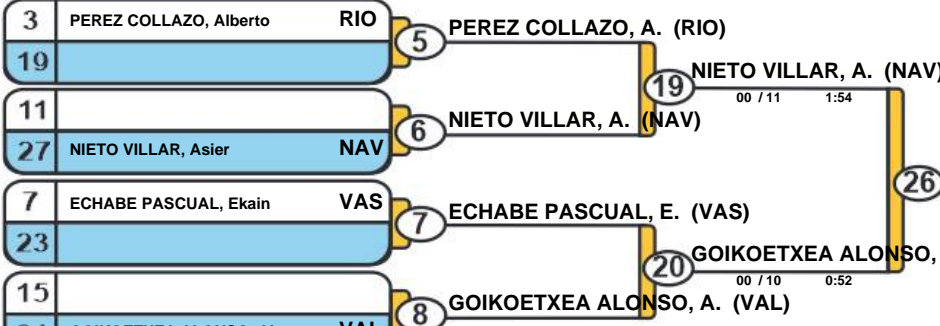 3 PEREZ COLLAZO, Alberto RIO
19
5
PEREZ COLLAZO, A. (RIO)
11
27 NIETO VILLAR, Asier NAV
6
NIETO VILLAR, A. (NAV)
19
NIETO VILLAR, A. (NAV)
00 / 11 1:54
7 ECHABE PASCUAL, Ekain VAS
23
7
ECHABE PASCUAL, E. (VAS)
15
VAL
8
GOIKOETXEA ALONSO, A. (VAL)
20
GOIKOETXEA ALONSO,
00 / 10 0:52
26